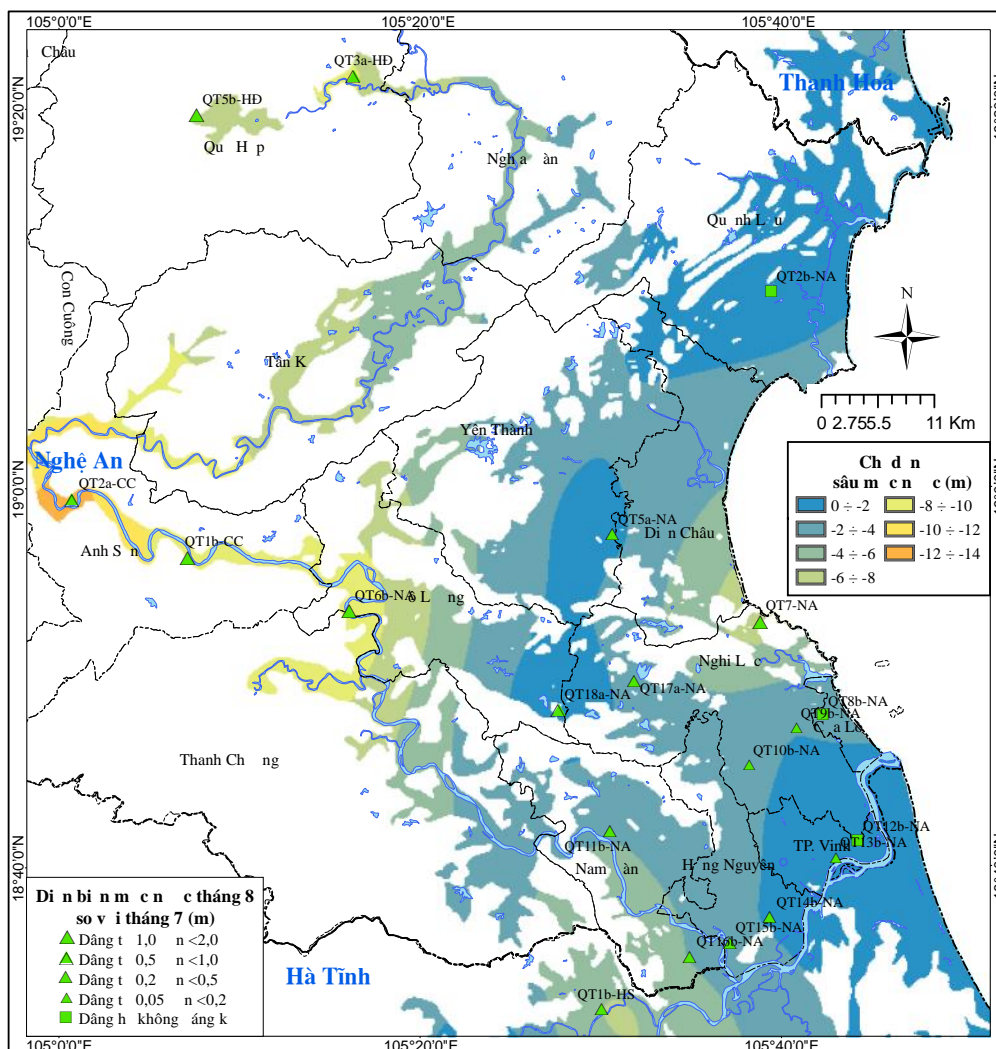 105°0'0"E 105°20'0"E 105°40'0"E
Châu
QT3a-HĐ
Thanh Hoá
19°20'0"N
QT5b-HĐ
Qu H p
Ngh a àn
Qu nh L u
QT2b-NA
N
Con Cuông
Tân K
0 2.755.5 11 Km
Yên Thành
Nghệ An
19°0'0"N
QT2a-CC
Ch d n
sâu m c n c (m)
0 ÷ -2
-2 ÷ -4
-4 ÷ -6
-6 ÷ -8
-8 ÷ -10
-10 ÷ -12
-12 ÷ -14
QT5a-NA
Di n Châu
Anh S n
QT1b-CC
QT6b-NA
L ng
QT7-NA
Nghi L c
QT17a-NA
QT18a-NA
QT8b-NA
QT9b-NA
C a Lò
QT10b-NA
Thanh Ch ng
QT12b-NA
TP. Vinh
QT13b-NA
QT11b-NA
Nam àn
H ng Nguyên
18°40'0"N
QT14b-NA
QT15b-NA
QT16b-NA
Hà Tĩnh
QT1b-HS
Di n bi n m c n c tháng 8
so v i tháng 7 (m)
Dâng t 1,0 n <2,0
Dâng t 0,5 n <1,0
Dâng t 0,2 n <0,5
Dâng t 0,05 n <0,2
Dâng h không áng k
105°0'0"E 105°20'0"E 105°40'0"E